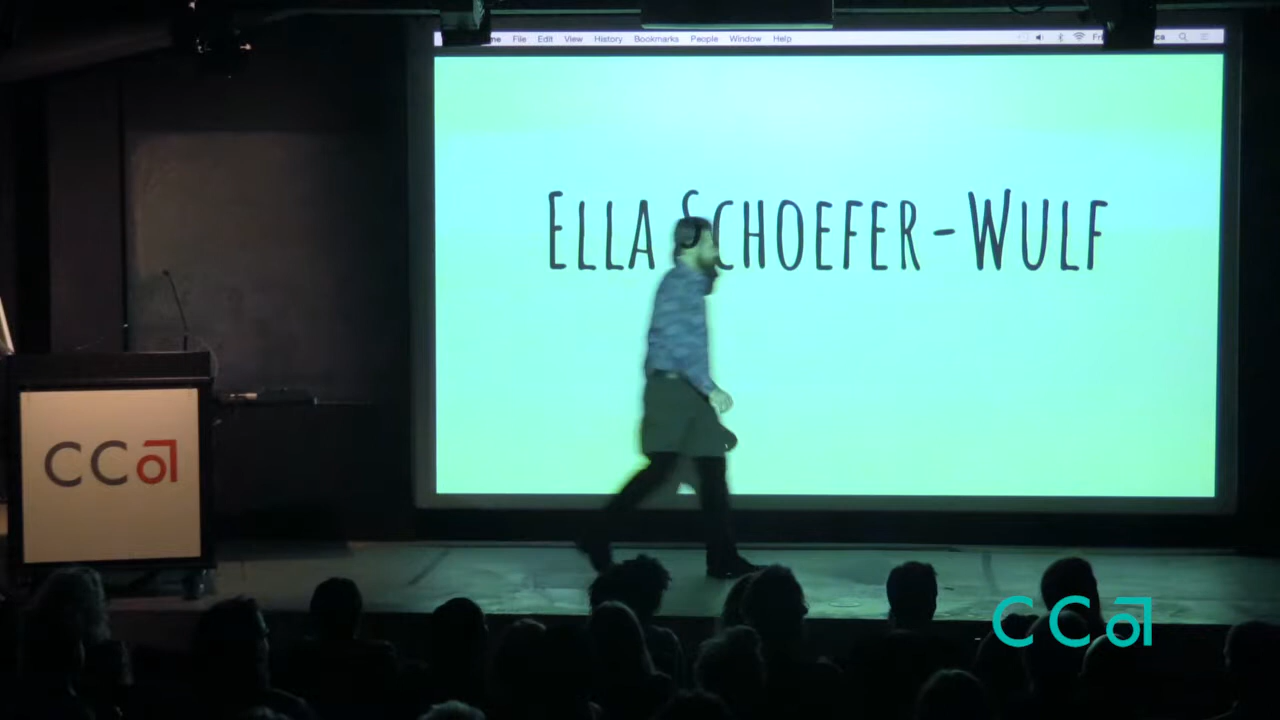 File Edit View History Bookmarks People Window Help
ELLA SCHOEFER-WULF
CCA
CCA